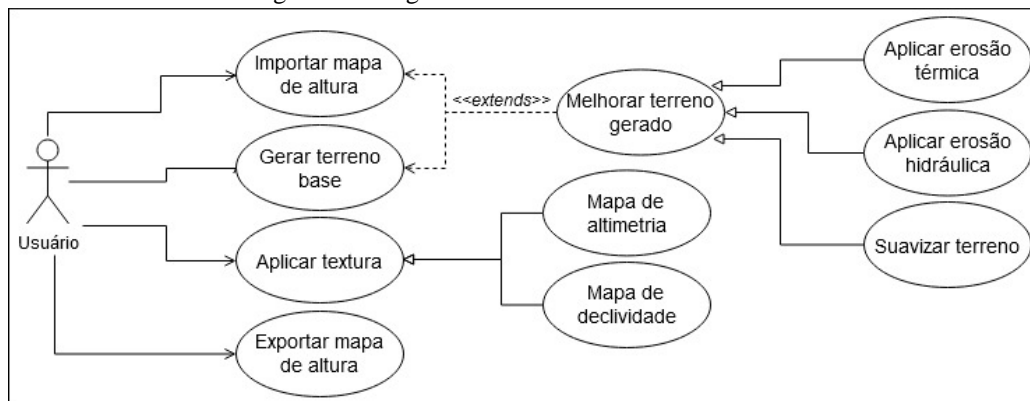 Importar mapa
de altura
<<extends>>
Melhorar terreno
gerado
Aplicar erosão
térmica
Aplicar erosão
hidráulica
Gerar terreno
base
Mapa de
altimetria
Usuário
Aplicar textura
Suavizar terreno
Mapa de
declividade
Exportar mapa
de altura